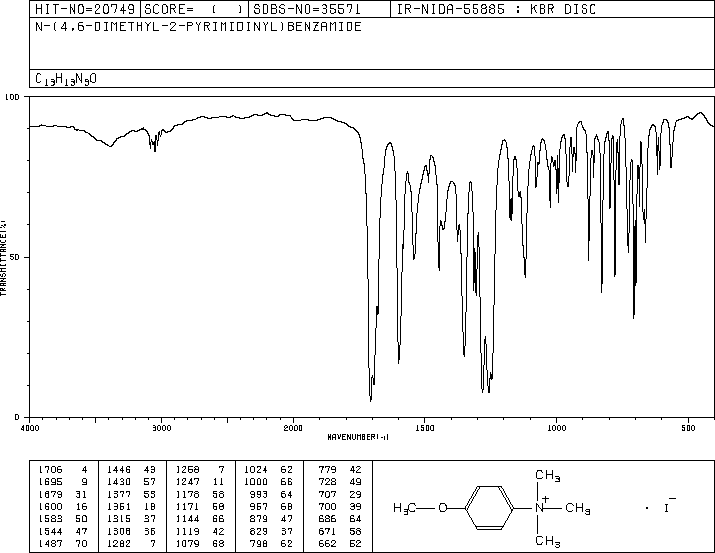 HIT-NO=20749 SCORE= ( ) SDBS-NO=35571 IR-NIDA-55885 : KBR DISC
N-(4,6-DIMETHYL-2-PYRIMIDINYL)BENZAMIDE
C13H13N3O
100
50
0
TRANSMITTANCE(%)
4000 3000 2000 1500 1000 500
WAVENUMBER(-1)
1706 4 1446 43 1258 7 1024 62 779 42
1695 9 1430 57 1247 11 1000 66 728 49
1679 31 1377 53 1178 58 993 64 707 29
1600 16 1351 18 1171 58 957 68 700 39
1583 50 1315 37 1144 66 879 47 686 64
1544 47 1308 36 1119 42 829 37 671 58
1487 70 1282 7 1079 68 798 62 662 52
CH3
H3C O N + CH3 · I −
CH3